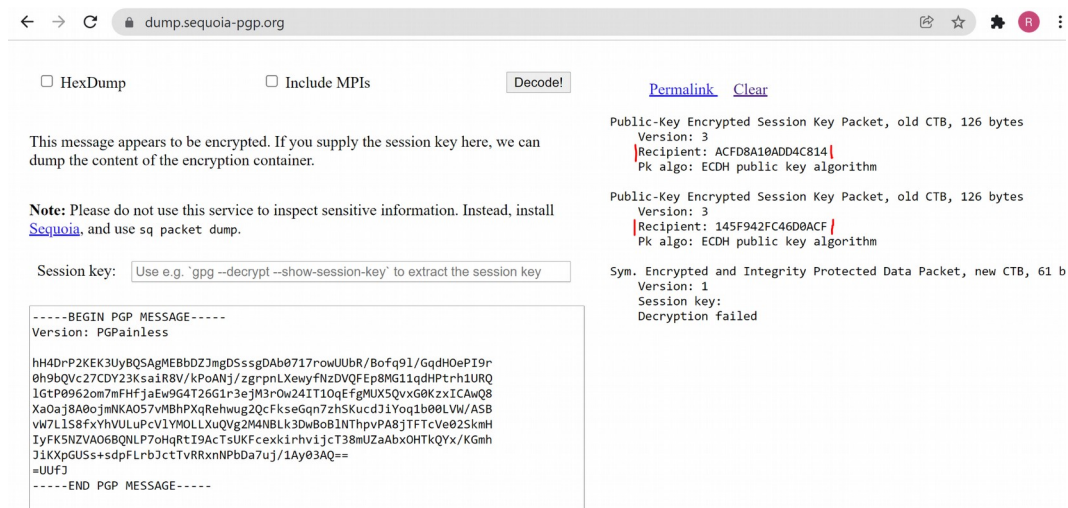 dump.sequoia-pgp.org
R
HexDump
Include MPIs
Decode!
This message appears to be encrypted. If you supply the session key here, we can
dump the content of the encryption container.
Note: Please do not use this service to inspect sensitive information. Instead, install
Sequoia, and use sq packet dump.
Session key:
Use e.g. `gpg --decrypt --show-session-key` to extract the session key
-----BEGIN PGP MESSAGE-----
Version: PGPainless
hH4DrP2KEK3UyBQSAgMEBbDZJmgDSssgDAb0717rowUUbR/Bofq9l/GqdHOePI9r
0h9bQVc27CDY23KsaiR8V/kPoANj/zgrpnLXewyfNzDVQFEp8MG11qdHPtrh1URQ
lGtP0962om7mFHfjaEw9G4T26G1r3ejM3rOw24IT1OqEfgMUX5QvxG0KzxICAwQ8
XaOaj8A0ojmNKAO57vMBhPXqRehwug2QcFkseGqn7zhSKucdJiYoq1b00LVW/ASB
vW7LlS8fxYhVULuPcVlYMOLLXuQVg2M4NBLk3DwBoBlNThpvPA8jTFTcVe02SkmH
IyFK5NZVAO6BQNLP7oHqRtI9AcTsUKFcexkirhvijcT38mUZaAbxOHTkQYx/KGmh
JiKXpGUSs+sdpFLrbJctTvRRxnNPbDa7uj/1Ay03AQ==
=UUfJ
-----END PGP MESSAGE-----
Permalink Clear
Public-Key Encrypted Session Key Packet, old CTB, 126 bytes
Version: 3
Recipient: ACFD8A10ADD4C814
Pk algo: ECDH public key algorithm
Public-Key Encrypted Session Key Packet, old CTB, 126 bytes
Version: 3
Recipient: 145F942FC46D0ACF
Pk algo: ECDH public key algorithm
Sym. Encrypted and Integrity Protected Data Packet, new CTB, 61 b
Version: 1
Session key:
Decryption failed